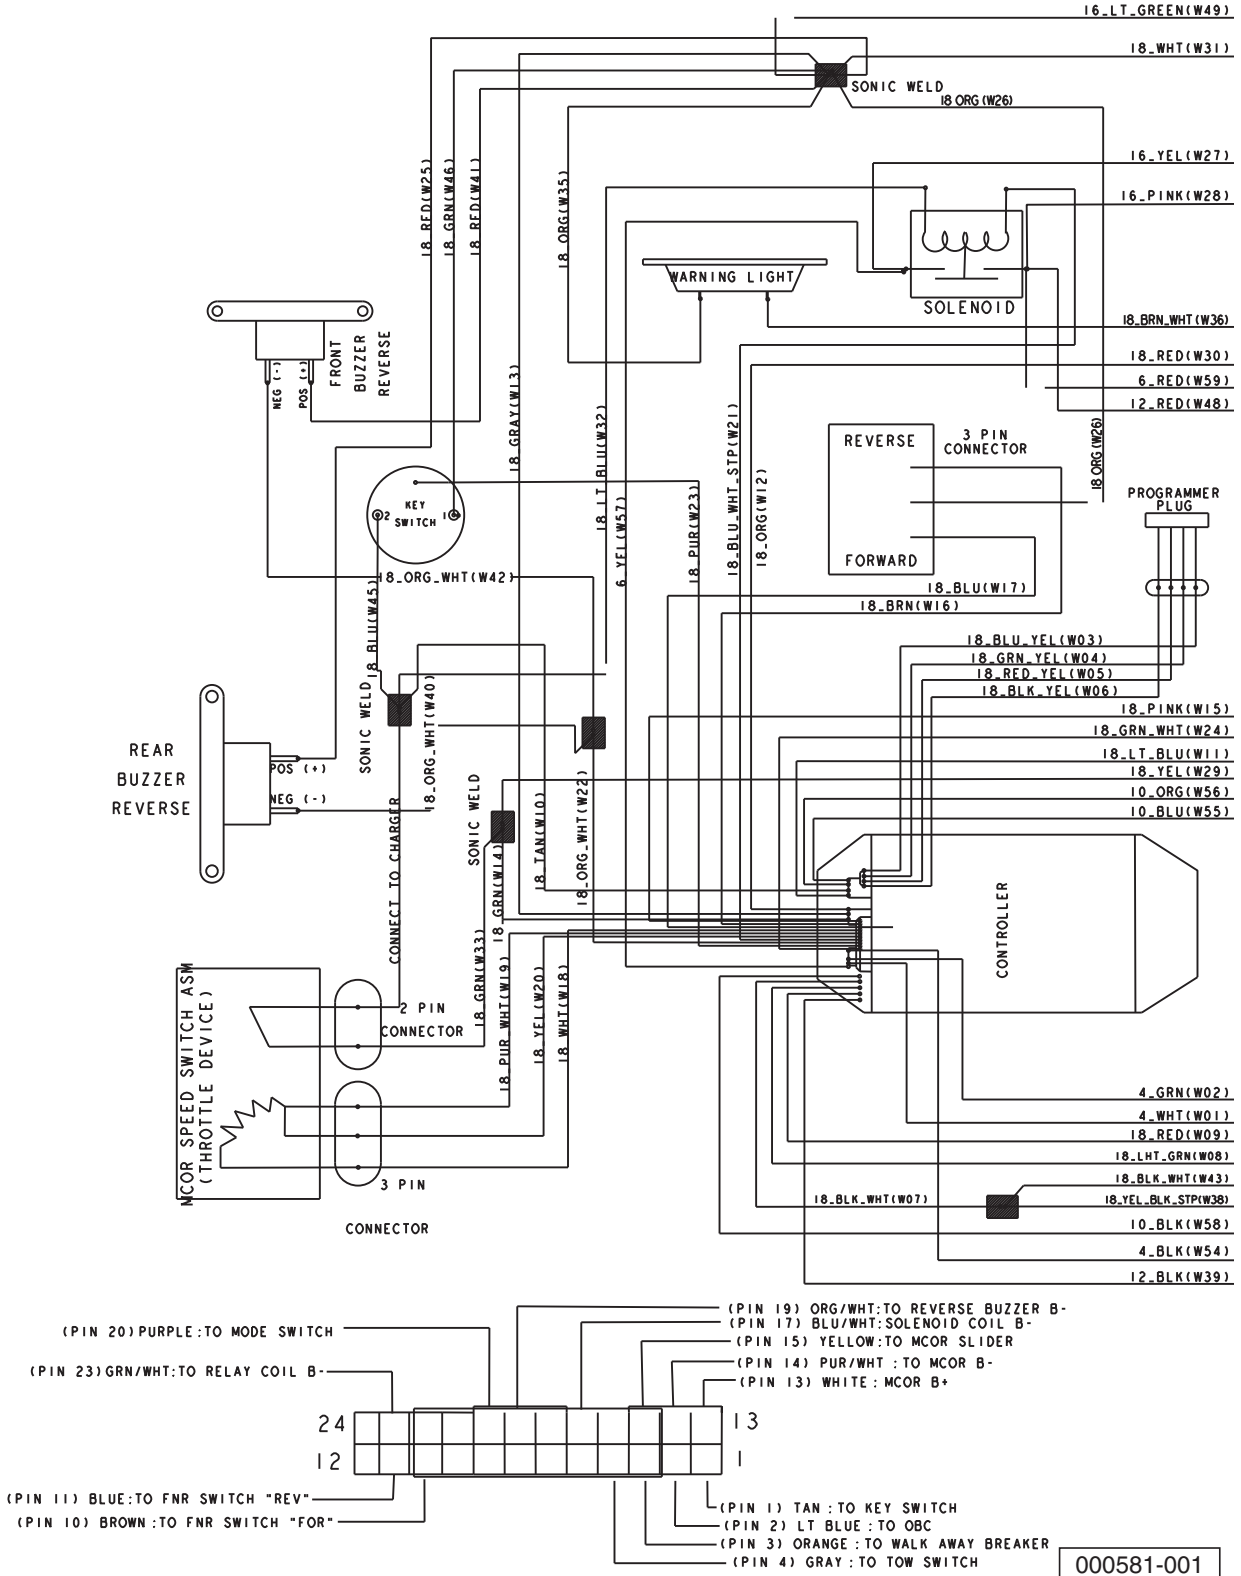 16_LT_GREEN(W49)
18_WHT(W31)
SONIC WELD
18 ORG (W26)
16_YEL(W27)
16_PINK(W28)
18 RED(W25)
18 GRN(W46)
18 RED(W41)
18_ORG(W35)
WARNING LIGHT
SOLENOID
18_BRN_WHT(W36)
18_RED(W30)
6_RED(W59)
12_RED(W48)
FRONT
BUZZER
REVERSE
NEG (-)
POS (+)
18_GRAY(W13)
18_LT_BLU(W32)
6_YEL(W57)
18_PUR(W23)
18_BLU_WHT_STP(W21)
18_ORG(W12)
REVERSE
FORWARD
3 PIN
CONNECTOR
18 ORG(W26)
PROGRAMMER
PLUG
KEY
SWITCH
2
1
18_ORG_WHT(W42)
18_BLU(W45)
18_BLU(W17)
18_BRN(W16)
18_BLU_YEL(W03)
18_GRN_YEL(W04)
18_RED_YEL(W05)
18_BLK_YEL(W06)
18_PINK(W15)
18_GRN_WHT(W24)
18_LT_BLU(W11)
18_YEL(W29)
10_ORG(W56)
10_BLU(W55)
REAR
BUZZER
REVERSE
POS (+)
NEG (-)
SONIC WELD
18_ORG_WHT(W40)
CONNECT TO CHARGER
SONIC WELD
18_GRN(W14)
18_TAN(W10)
18_ORG_WHT(W22)
CONTROLLER
MCOR SPEED SWITCH ASM
(THROTTLE DEVICE)
2 PIN
CONNECTOR
18_GRN(W33)
18_PUR_WHT(W19)
18_YEL(W20)
18_WHT(W18)
3 PIN
CONNECTOR
4_GRN(W02)
4_WHT(W01)
18_RED(W09)
18_LHT_GRN(W08)
18_BLK_WHT(W43)
18_BLK_WHT(W07)
18_YEL_BLK_STP(W38)
10_BLK(W58)
4_BLK(W54)
12_BLK(W39)
(PIN 19) ORG/WHT:TO REVERSE BUZZER B-
(PIN 17) BLU/WHT:SOLENOID COIL B-
(PIN 20)PURPLE:TO MODE SWITCH
(PIN 15) YELLOW:TO MCOR SLIDER
(PIN 14) PUR/WHT : TO MCOR B-
(PIN 23)GRN/WHT:TO RELAY COIL B-
(PIN 13) WHITE : MCOR B+
24
13
12
1
(PIN 11) BLUE:TO FNR SWITCH "REV"
(PIN 10) BROWN :TO FNR SWITCH "FOR"
(PIN 1) TAN : TO KEY SWITCH
(PIN 2) LT BLUE : TO OBC
(PIN 3) ORANGE : TO WALK AWAY BREAKER
(PIN 4) GRAY : TO TOW SWITCH
000581-001